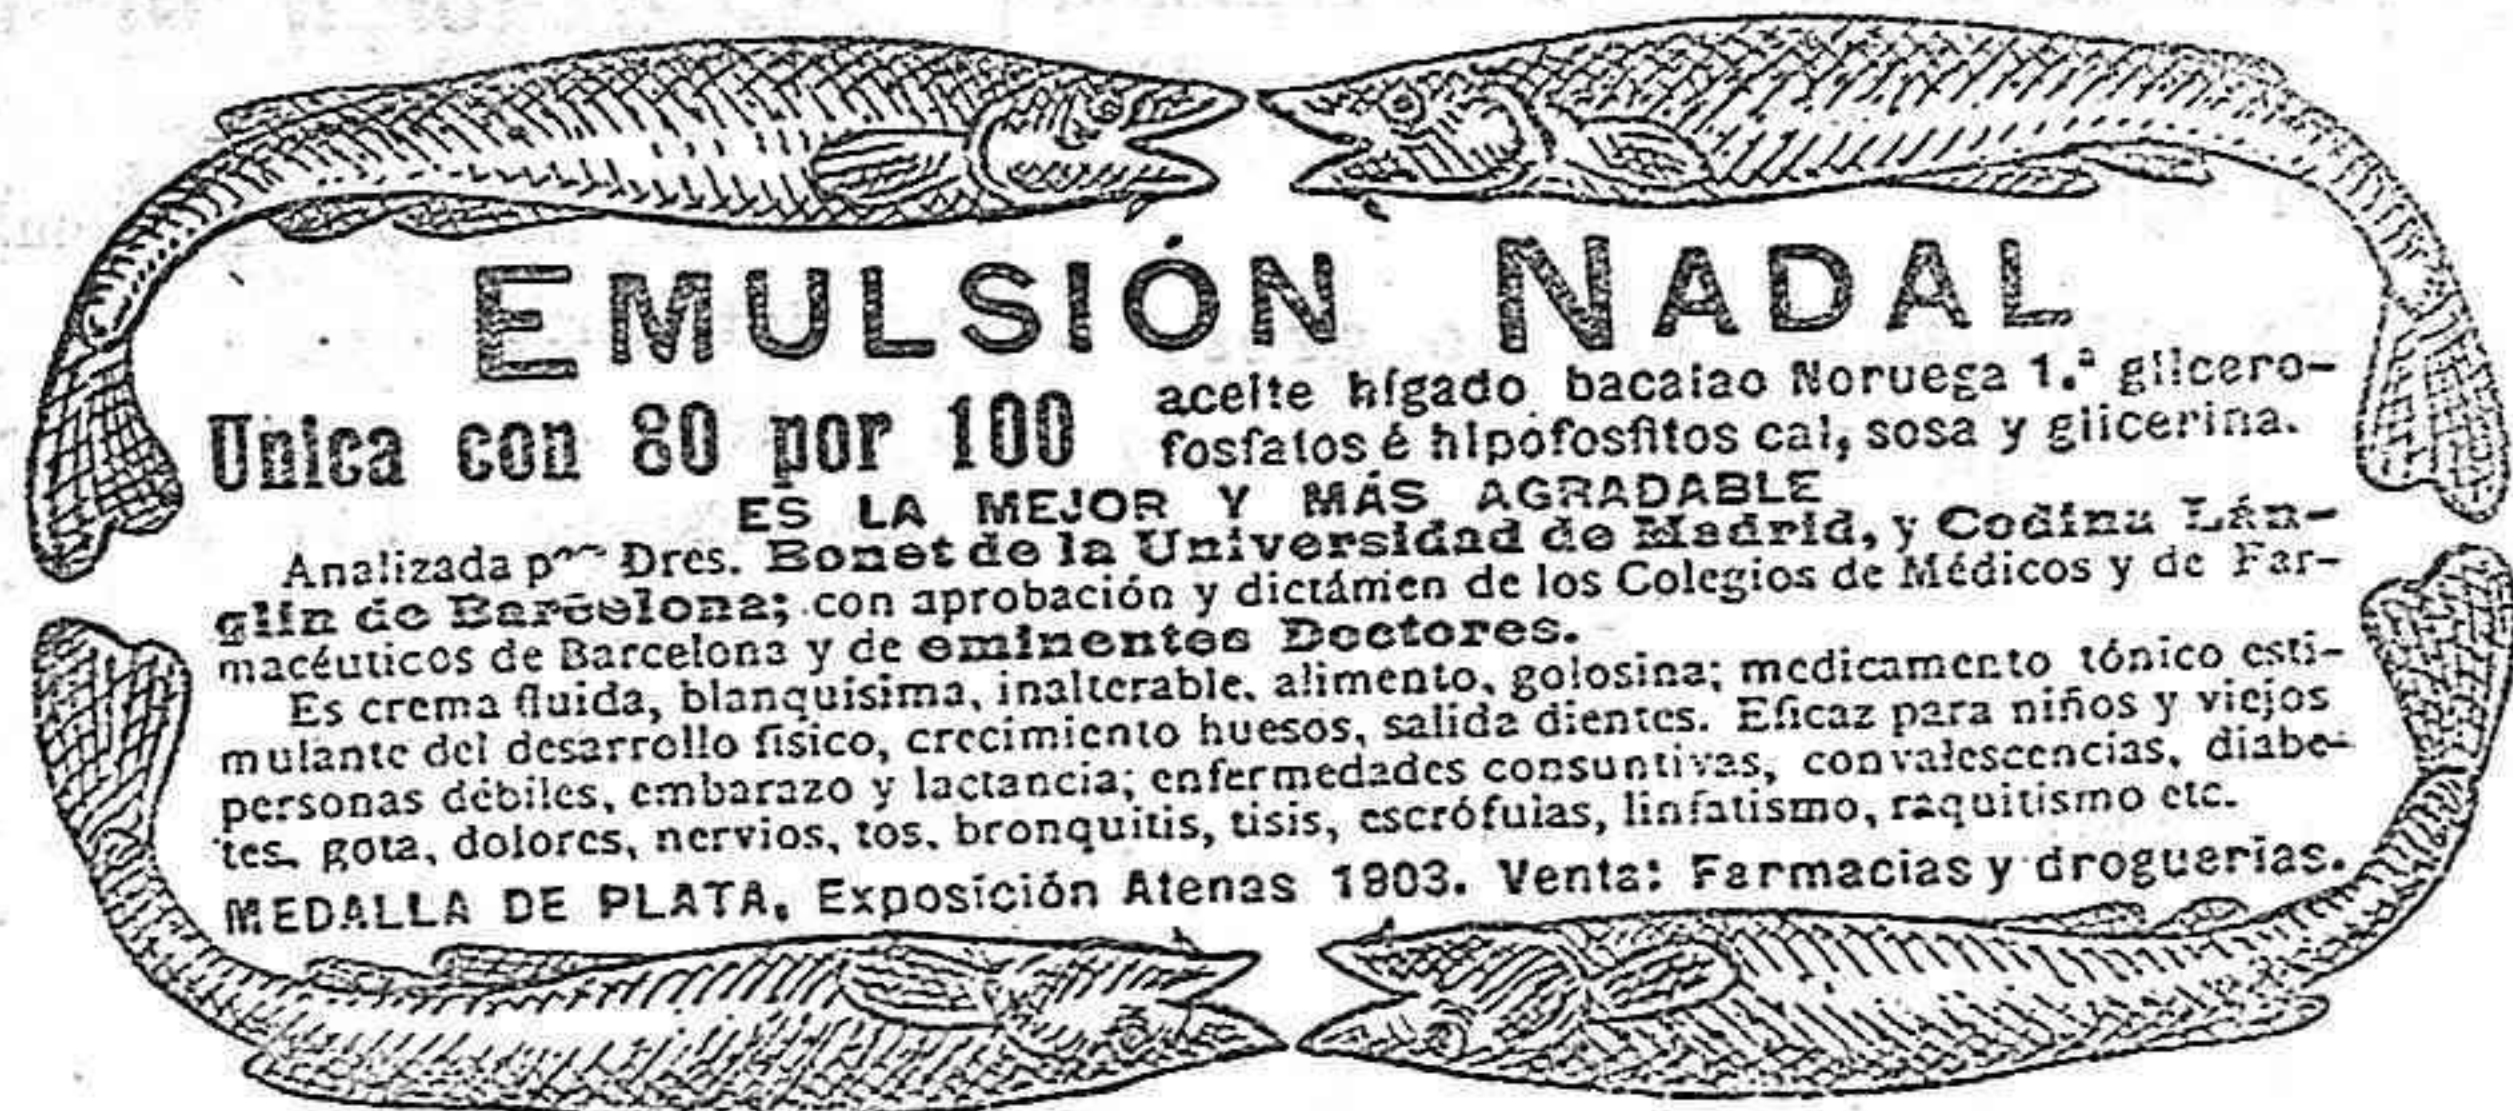 EMULSIÓN NADAL
Unica con 80 por 100
aceite hígado bacalao Noruega 1.ª glicero-
fosfatos é hipofosfitos cal, sosa y glicerina.
ES LA MEJOR Y MÁS AGRADABLE
Analizada por Dres. Bonet de la Universidad de Madrid, y Codina Län-
glin de Barcelona; con aprobación y dictámen de los Colegios de Médicos y de Far-
macéuticos de Barcelona y de eminentes Doctores.
Es crema fluida, blanquisima, inalterable, alimento, golosina; medicamento tónico esti-
mulante del desarrollo fisico, crecimiento huesos, salida dientes. Eficaz para niños y viejos
personas débiles, embarazo y lactancia; enfermedades consuntivas, convalescencias, diabe-
tes, gota, dolores, nervios, tos, bronquitis, tisis, escrófulas, linfatismo, raquitismo etc.
MEDALLA DE PLATA, Exposición Atenas 1903. Venta: Farmacias y droguerias.